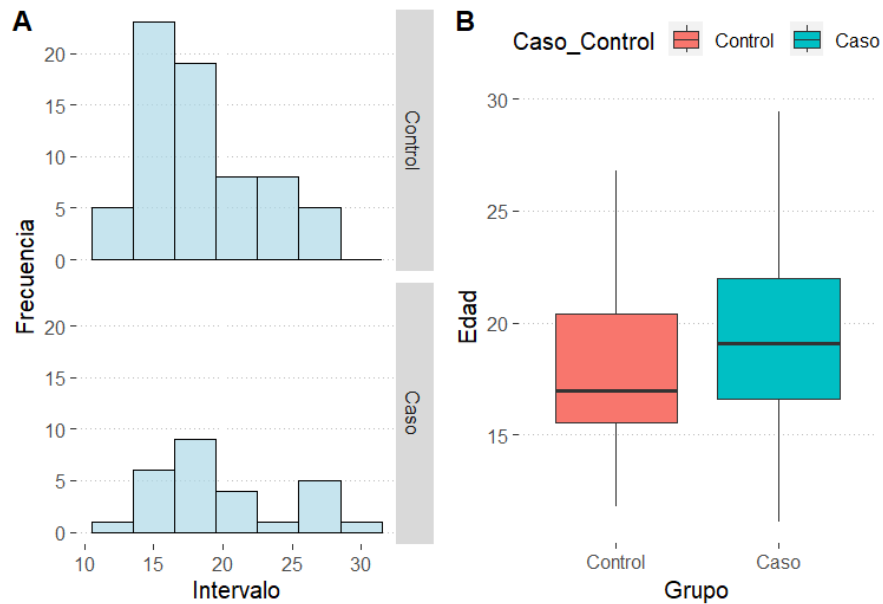 A
Frecuencia
20
15
10
5
0
Control
20
15
10
5
0
Caso
10 15 20 25 30
Intervalo
B
Caso_Control Control Caso
Edad
30
25
20
15
Control Caso
Grupo